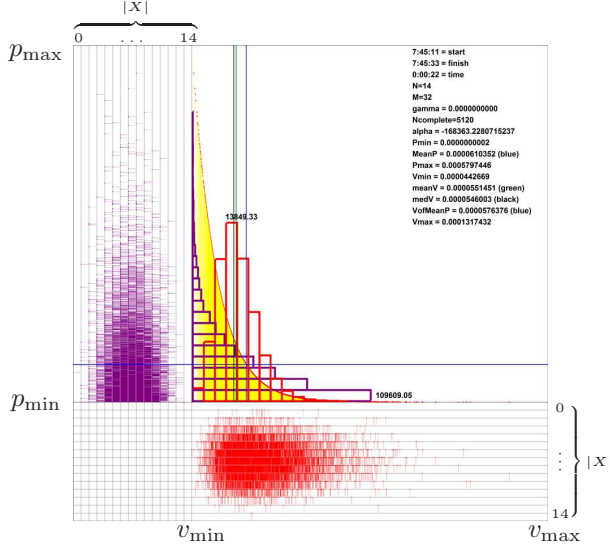 |X|
0 ... 14
p_max
7:45:11 = start
7:45:33 = finish
0:00:22 = time
N=14
M=32
gamma = 0.0000000000
Ncomplete=5120
alpha = -168363.2280715237
Pmin = 0.0000000002
MeanP = 0.0000610352 (blue)
Pmax = 0.0005797446
Vmin = 0.0000442669
meanV = 0.0000551451 (green)
medV = 0.0000546003 (black)
VofMeanP = 0.0000576376 (blue)
Vmax = 0.0001317432
13849.33
109609.05
p_min
0
...
|X
14
v_min
v_max